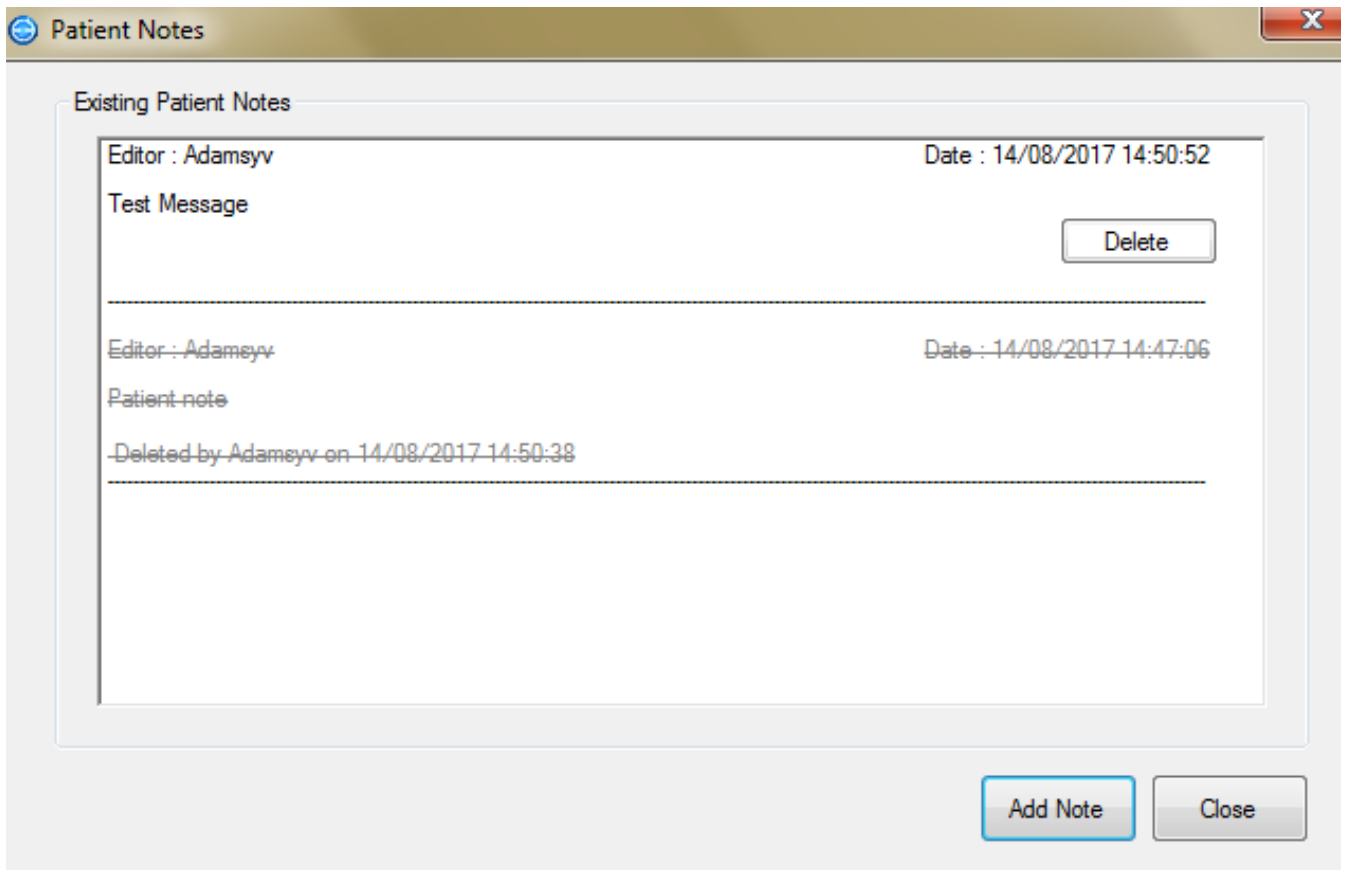 Patient Notes
X
Existing Patient Notes
Editor : Adamsyv Date : 14/08/2017 14:50:52
Test Message
Delete
Editor : Adamsyv Date : 14/08/2017 14:47:06
Patient note
Deleted by Adamsyv on 14/08/2017 14:50:38
Add Note Close